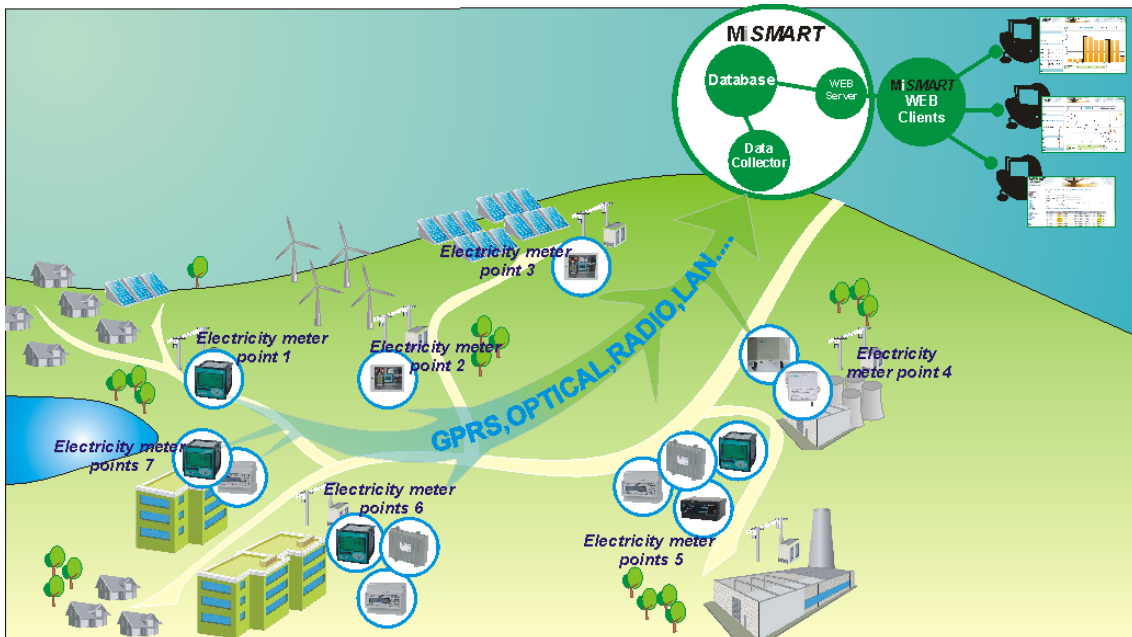 MiSMART
Database
WEB
Server
Data
Collector
MiSMART
WEB
Clients
Electricity meter
point 3
Electricity meter
point 1
Electricity meter
point 2
Electricity
meter point 4
GPRS,OPTICAL,RADIO,LAN....
Electricity meter
points 7
Electricity meter
points 6
Electricity meter
points 5